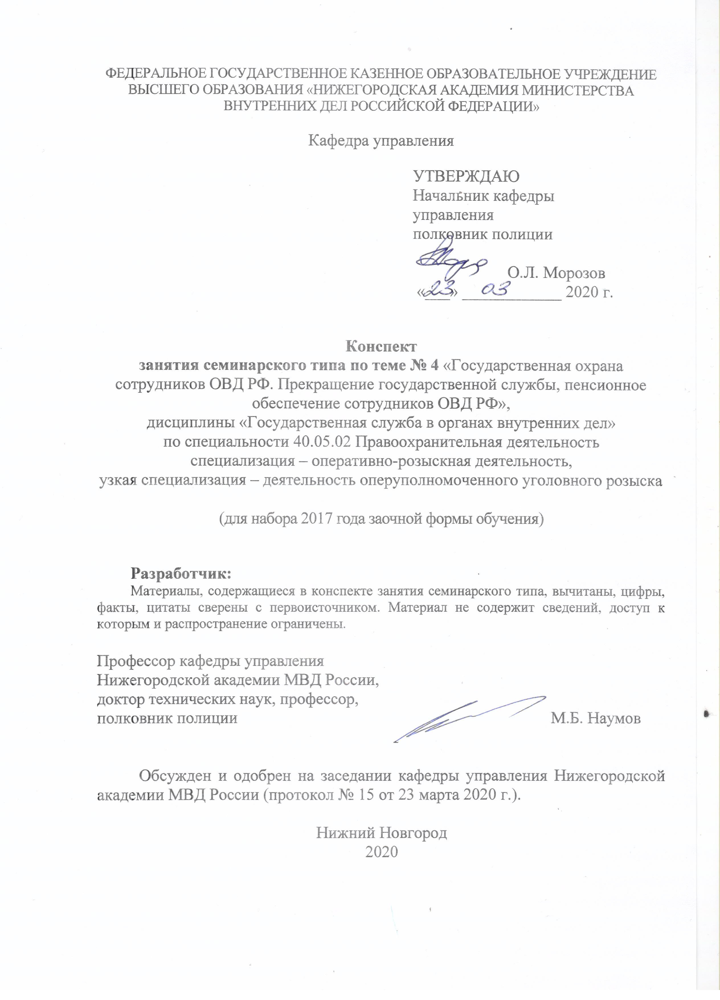 ФЕДЕРАЛЬНОЕ ГОСУДАРСТВЕННОЕ КАЗЕННОЕ ОБРАЗОВАТЕЛЬНОЕ УЧРЕЖДЕНИЕ
ВЫСШЕГО ОБРАЗОВАНИЯ «НИЖЕГОРОДСКАЯ АКАДЕМИЯ МИНИСТЕРСТВА
ВНУТРЕННИХ ДЕЛ РОССИЙСКОЙ ФЕДЕРАЦИИ»
Кафедра управления
УТВЕРЖДАЮ
Начальник кафедры
управления
полковник полиции
О.Л. Морозов
«23» 03 2020 г.
Конспект
занятия семинарского типа по теме № 4 «Государственная охрана
сотрудников ОВД РФ. Прекращение государственной службы, пенсионное
обеспечение сотрудников ОВД РФ»,
дисциплины «Государственная служба в органах внутренних дел»
по специальности 40.05.02 Правоохранительная деятельность
специализация – оперативно-розыскная деятельность,
узкая специализация – деятельность оперуполномоченного уголовного розыска
(для набора 2017 года заочной формы обучения)
Разработчик:
Материалы, содержащиеся в конспекте занятия семинарского типа, вычитаны, цифры,
факты, цитаты сверены с первоисточником. Материал не содержит сведений, доступ к
которым и распространение ограничены.
Профессор кафедры управления
Нижегородской академии МВД России,
доктор технических наук, профессор,
полковник полиции М.Б. Наумов
Обсужден и одобрен на заседании кафедры управления Нижегородской
академии МВД России (протокол № 15 от 23 марта 2020 г.).
Нижний Новгород
2020